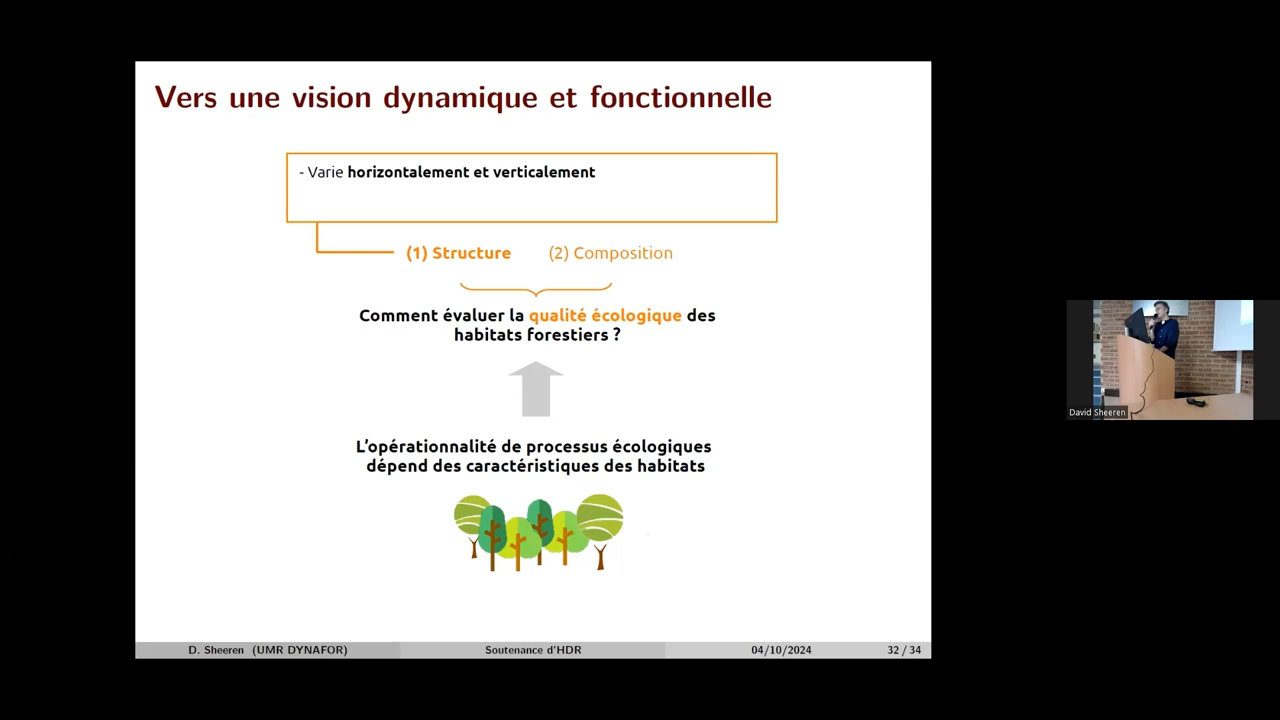 Vers une vision dynamique et fonctionnelle
- Varie horizontalement et verticalement
(1) Structure (2) Composition
Comment évaluer la qualité écologique des
habitats forestiers ?
L'opérationnalité de processus écologiques
dépend des caractéristiques des habitats
David Sheeren
D. Sheeren (UMR DYNAFOR) Soutenance d'HDR 04/10/2024 32 / 34